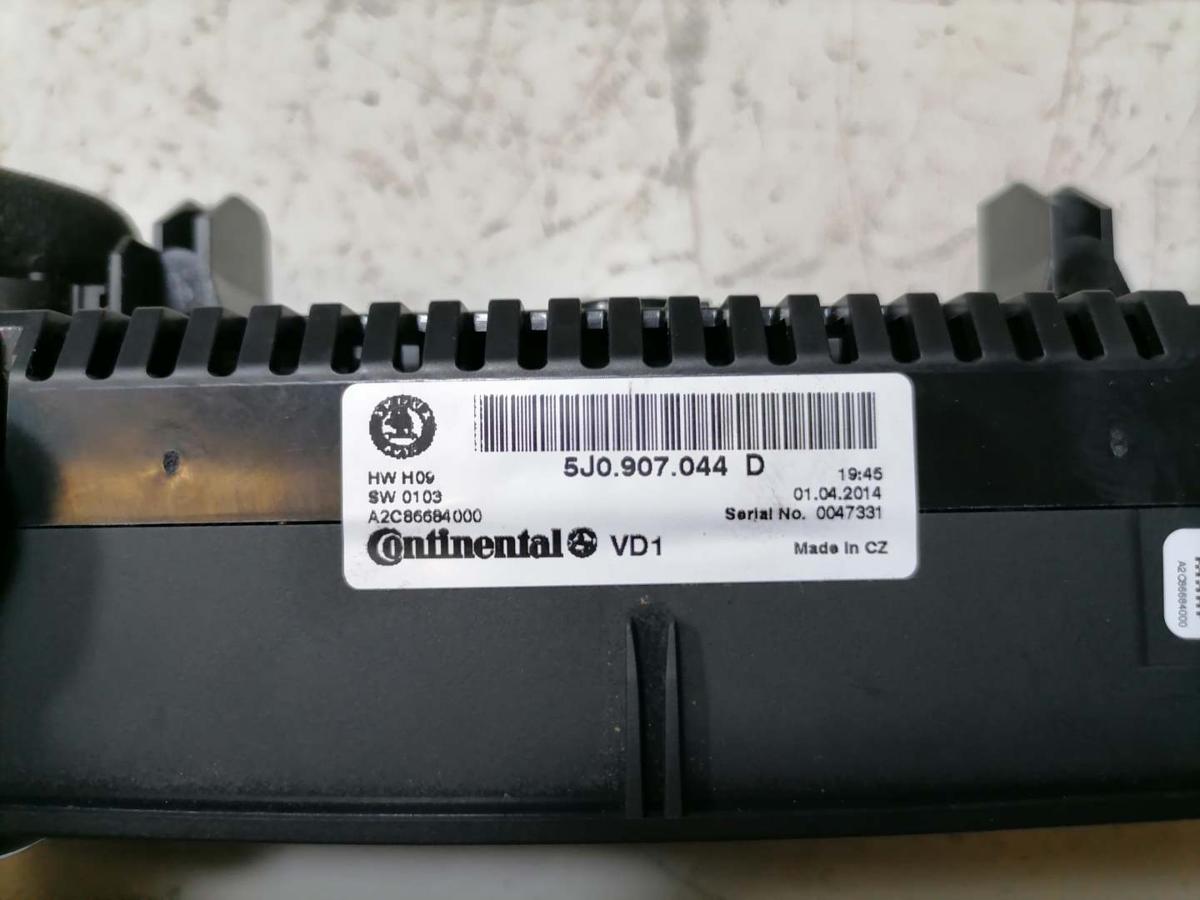 5J0.907.044 D
HW H09
SW 0103
A2C86684000
19:45
01.04.2014
Serial No. 0047331
Continental VD1
Made in CZ
A2C86684000